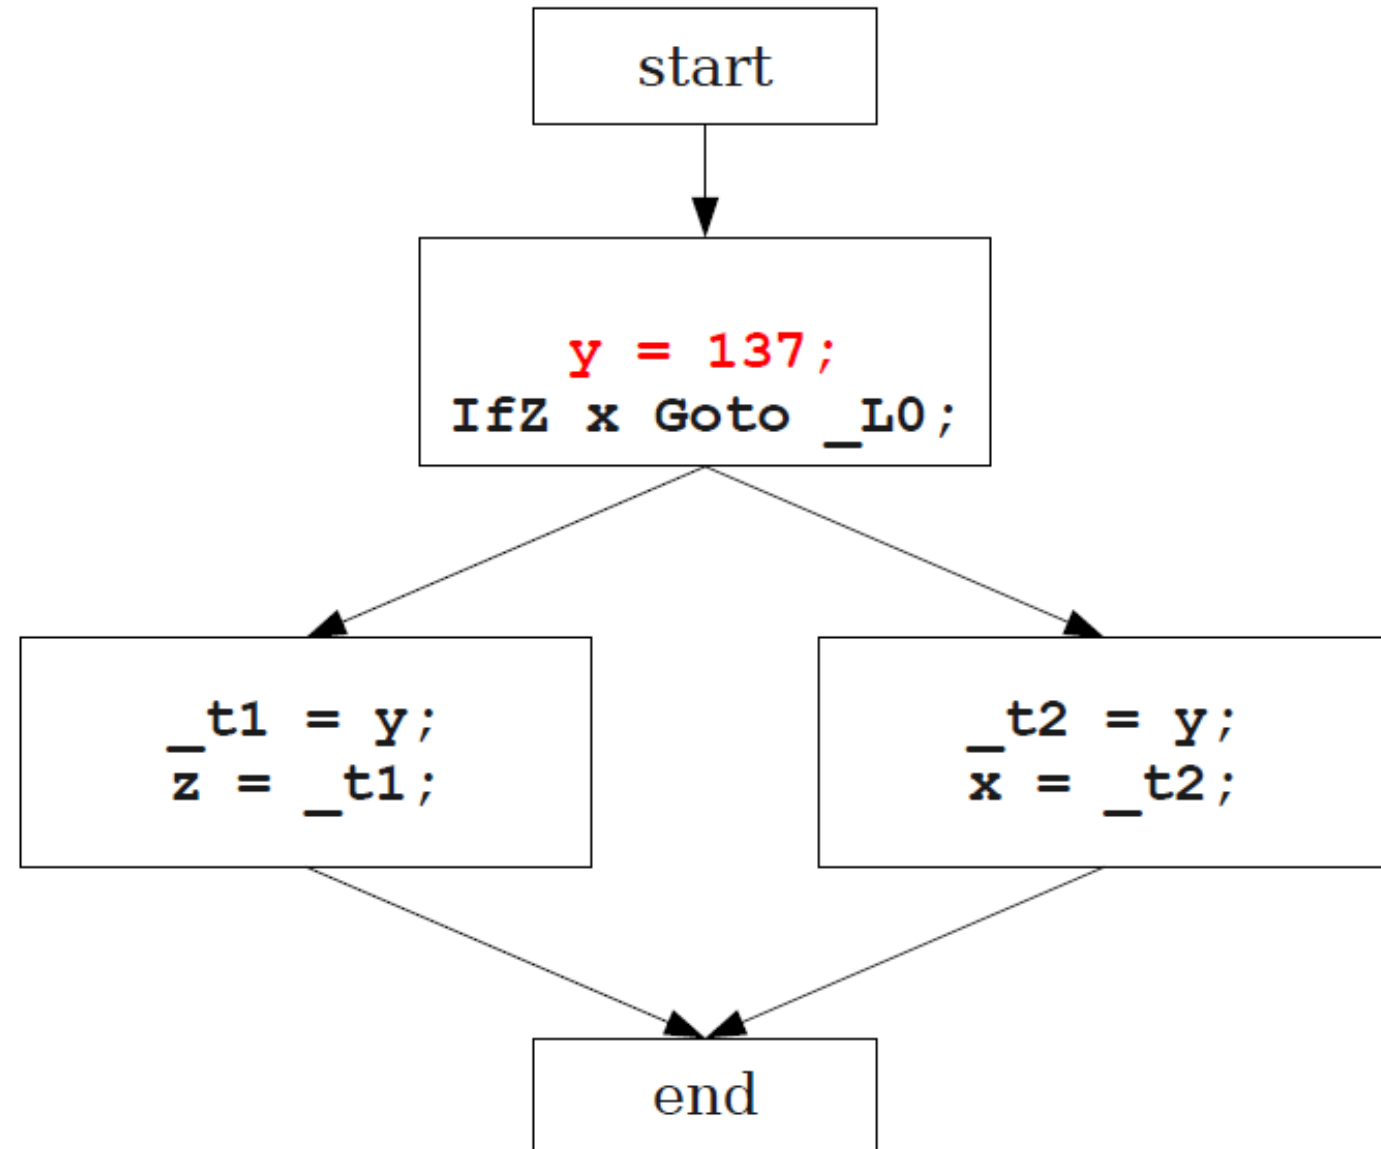 start
y = 137;
IfZ x Goto _L0;
_t1 = y;
z = _t1;
_t2 = y;
x = _t2;
end